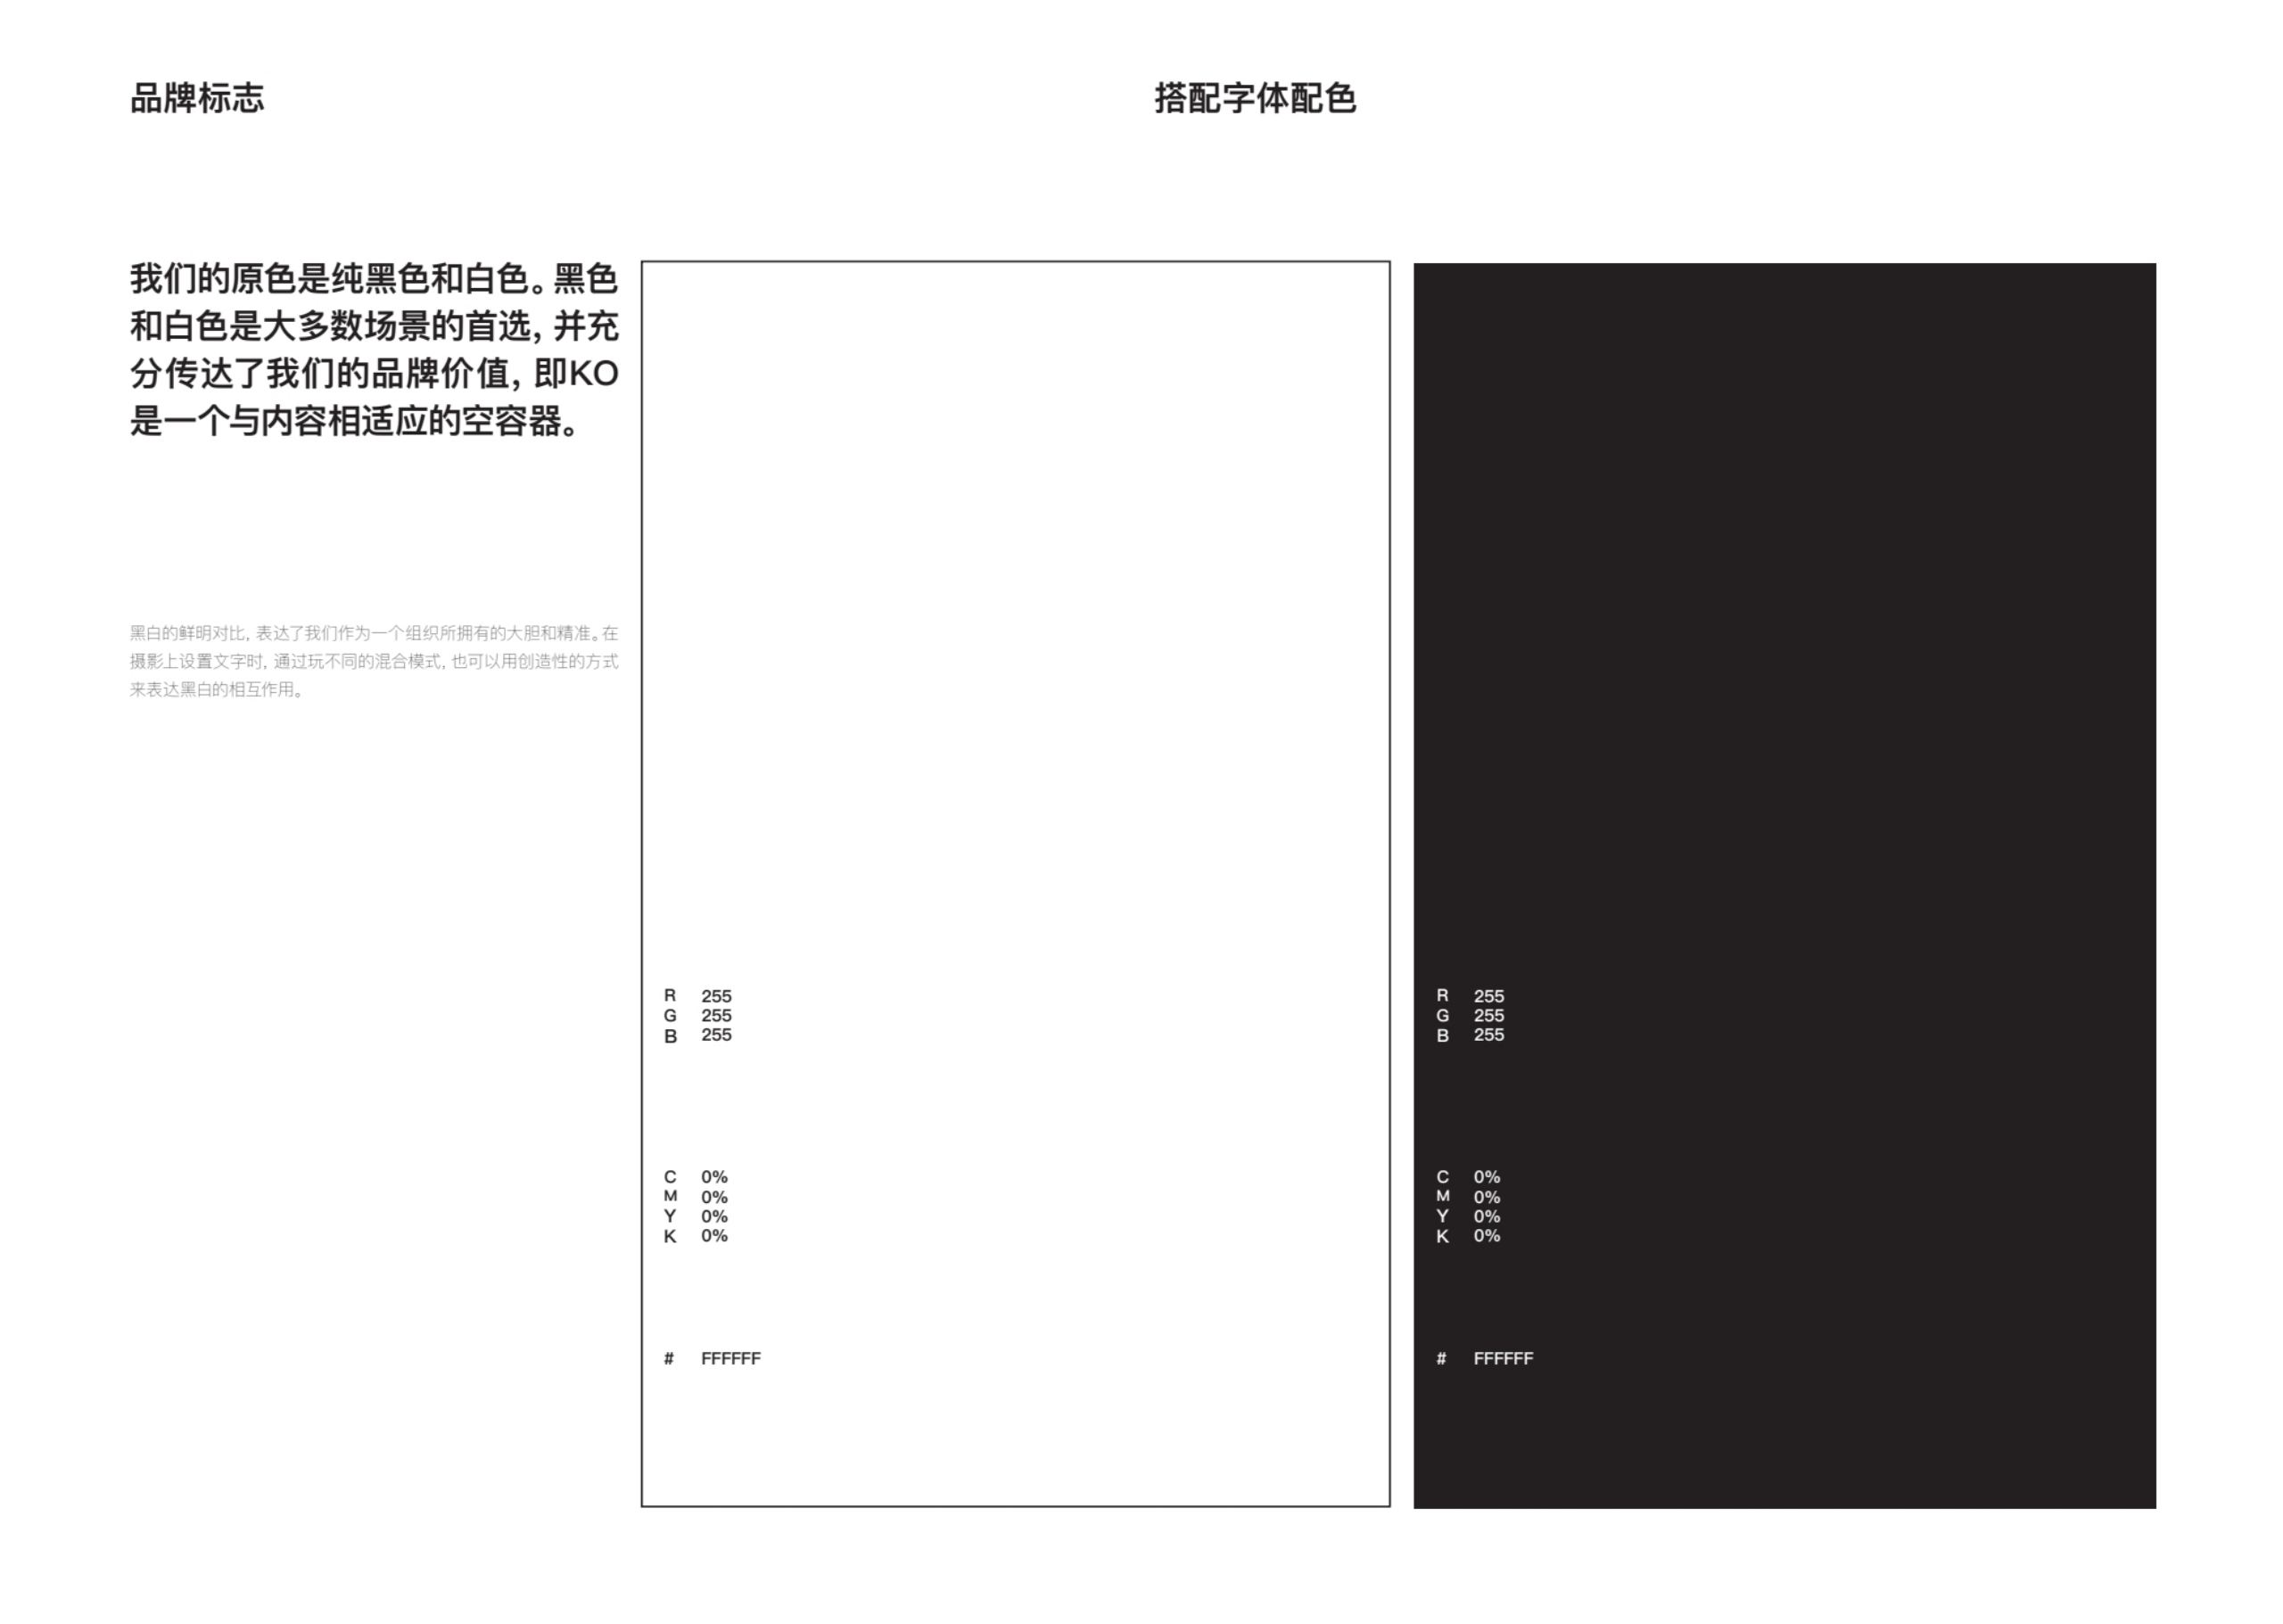 品牌标志
搭配字体配色
我们的原色是纯黑色和白色。黑色
和白色是大多数场景的首选, 并充
分传达了我们的品牌价值, 即KO
是一个与内容相适应的空容器。
黑白的鲜明对比, 表达了我们作为一个组织所拥有的大胆和精准。在
摄影上设置文字时, 通过玩不同的混合模式, 也可以用创造性的方式
来表达黑白的相互作用。
R 255
G 255
B 255
C 0%
M 0%
Y 0%
K 0%
# FFFFFF
R 255
G 255
B 255
C 0%
M 0%
Y 0%
K 0%
# FFFFFF